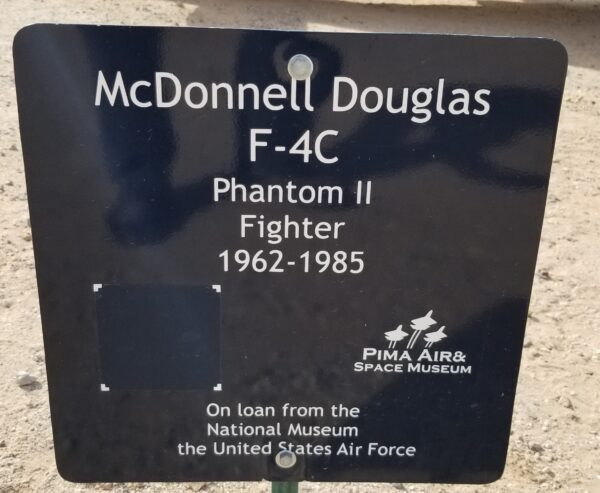 McDonnell Douglas
F-4C
Phantom II
Fighter
1962-1985
PIMA AIR&
SPACE MUSEUM
On loan from the
National Museum
the United States Air Force